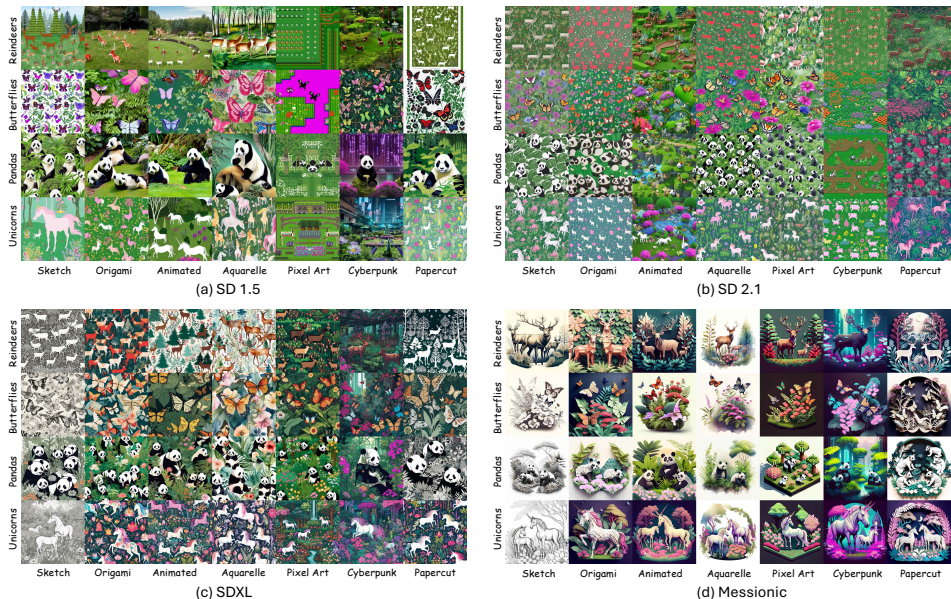 Reindeers
Butterflies
Pandas
Unicorns
Sketch Origami Animated Aquarelle Pixel Art Cyberpunk Papercut
(a) SD 1.5
Reindeers
Butterflies
Pandas
Unicorns
Sketch Origami Animated Aquarelle Pixel Art Cyberpunk Papercut
(b) SD 2.1
Reindeers
Butterflies
Pandas
Unicorns
Sketch Origami Animated Aquarelle Pixel Art Cyberpunk Papercut
(c) SDXL
Reindeers
Butterflies
Pandas
Unicorns
Sketch Origami Animated Aquarelle Pixel Art Cyberpunk Papercut
(d) Messionic